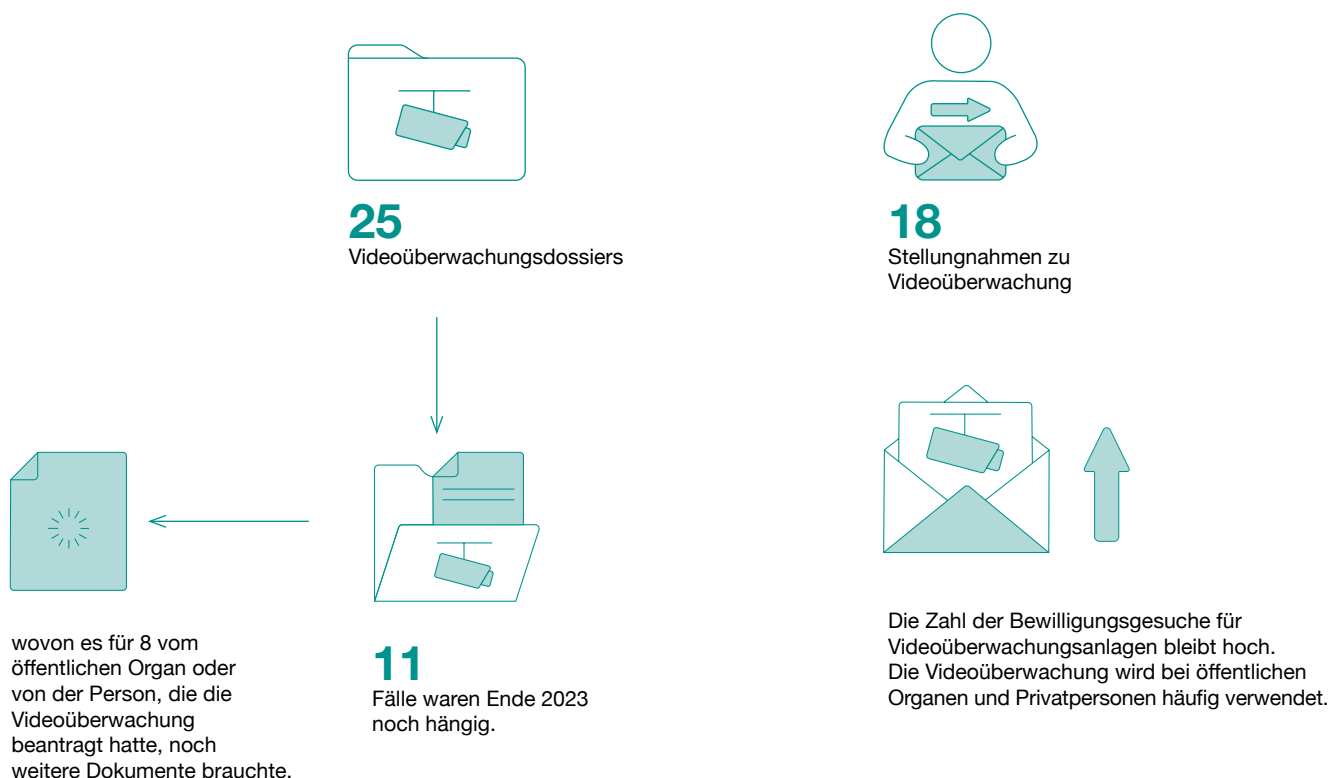 25
Videoüberwachungsdossiers
18
Stellungnahmen zu
Videoüberwachung
wovon es für 8 vom
öffentlichen Organ oder
von der Person, die die
Videoüberwachung
beantragt hatte, noch
weitere Dokumente brauchte.
11
Fälle waren Ende 2023
noch hängig.
Die Zahl der Bewilligungsgesuche für
Videoüberwachungsanlagen bleibt hoch.
Die Videoüberwachung wird bei öffentlichen
Organen und Privatpersonen häufig verwendet.